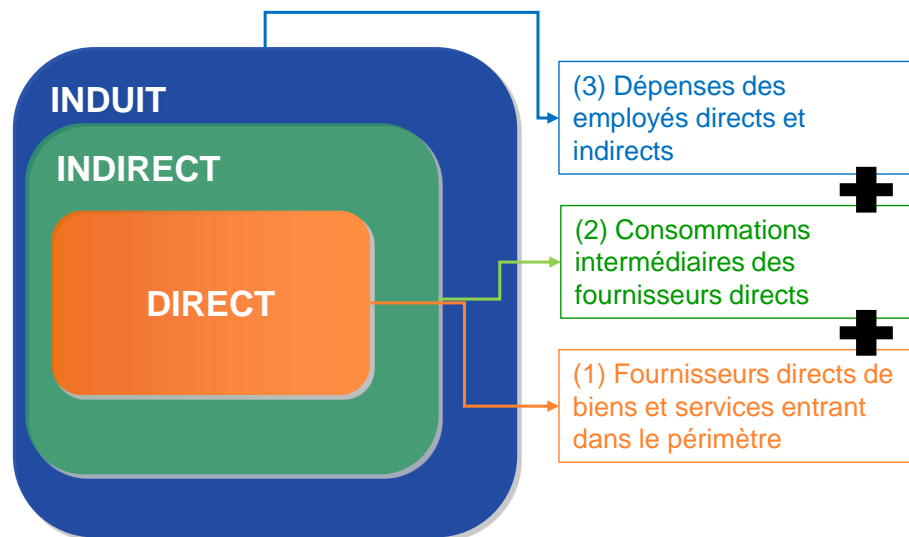 INDUIT
INDIRECT
DIRECT
(3) Dépenses des
employés directs et
indirects
(2) Consommations
intermédiaires des
fournisseurs directs
(1) Fournisseurs directs de
biens et services entrant
dans le périmètre